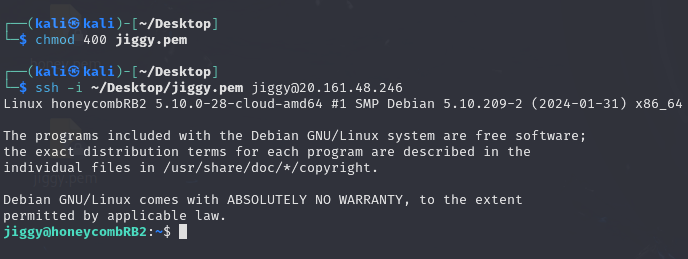 ┌──(kali㉿kali)-[~/Desktop]
└─$ chmod 400 jiggy.pem
┌──(kali㉿kali)-[~/Desktop]
└─$ ssh -i ~/Desktop/jiggy.pem jiggy@20.161.48.246
Linux honeycombRB2 5.10.0-28-cloud-amd64 #1 SMP Debian 5.10.209-2 (2024-01-31) x86_64
The programs included with the Debian GNU/Linux system are free software;
the exact distribution terms for each program are described in the
individual files in /usr/share/doc/*/copyright.
Debian GNU/Linux comes with ABSOLUTELY NO WARRANTY, to the extent
permitted by applicable law.
jiggy@honeycombRB2:~$